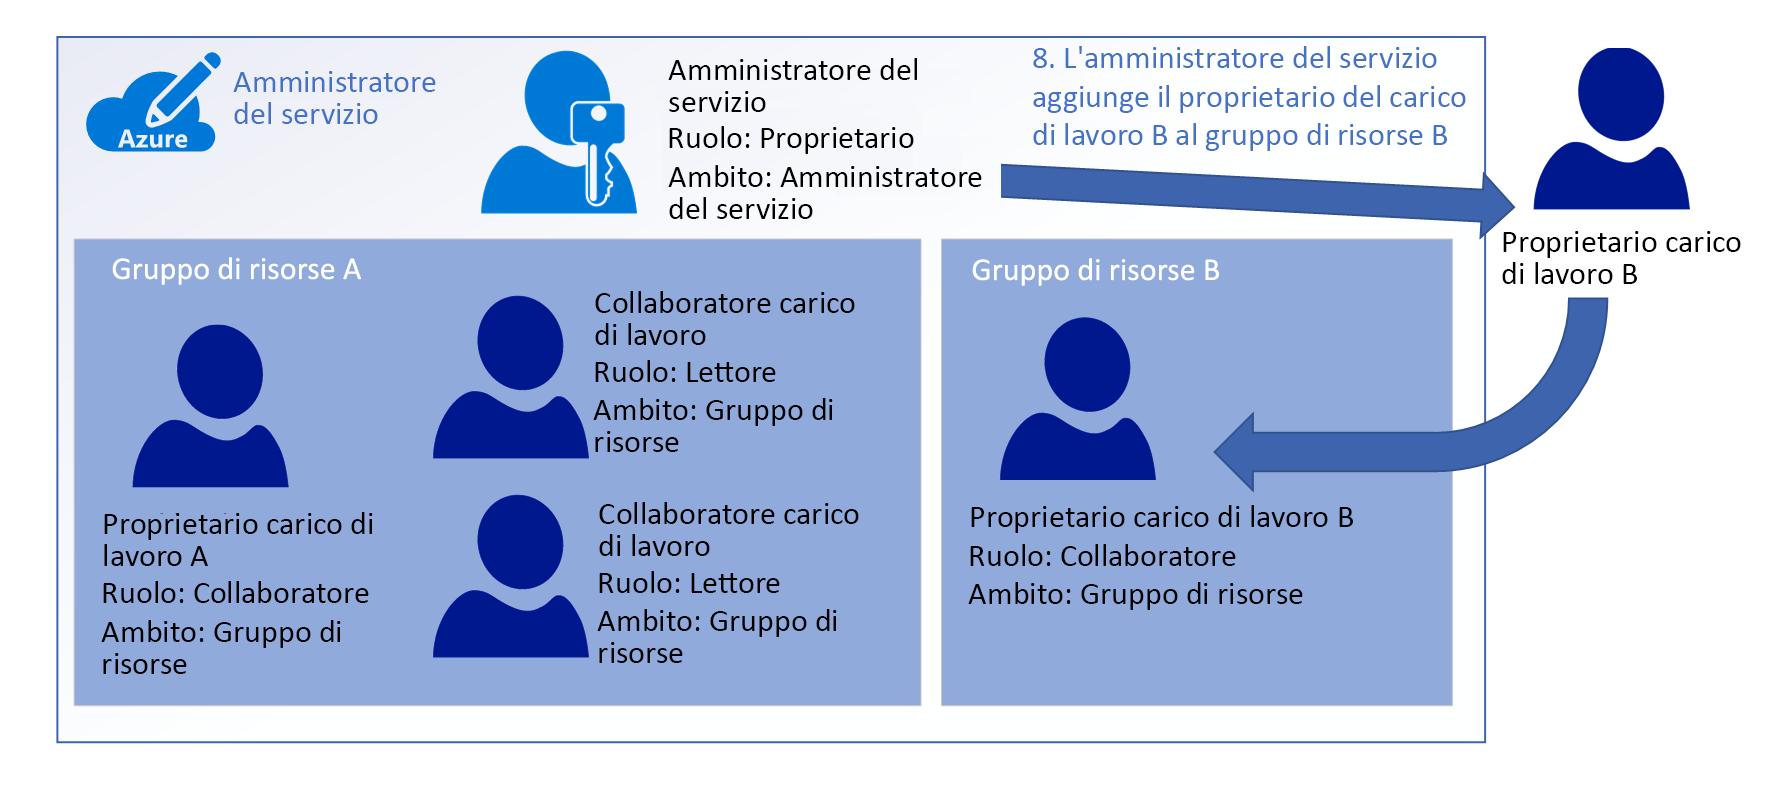 Azure
Amministratore
del servizio
Amministratore del
servizio
Ruolo: Proprietario
Ambito: Amministratore
del servizio
8. L'amministratore del servizio
aggiunge il proprietario del carico
di lavoro B al gruppo di risorse B
Proprietario carico
di lavoro B
Gruppo di risorse A
Collaboratore carico
di lavoro
Ruolo: Lettore
Ambito: Gruppo di
risorse
Proprietario carico di
lavoro A
Ruolo: Collaboratore
Ambito: Gruppo di
risorse
Collaboratore carico
di lavoro
Ruolo: Lettore
Ambito: Gruppo di
risorse
Gruppo di risorse B
Proprietario carico di lavoro B
Ruolo: Collaboratore
Ambito: Gruppo di risorse